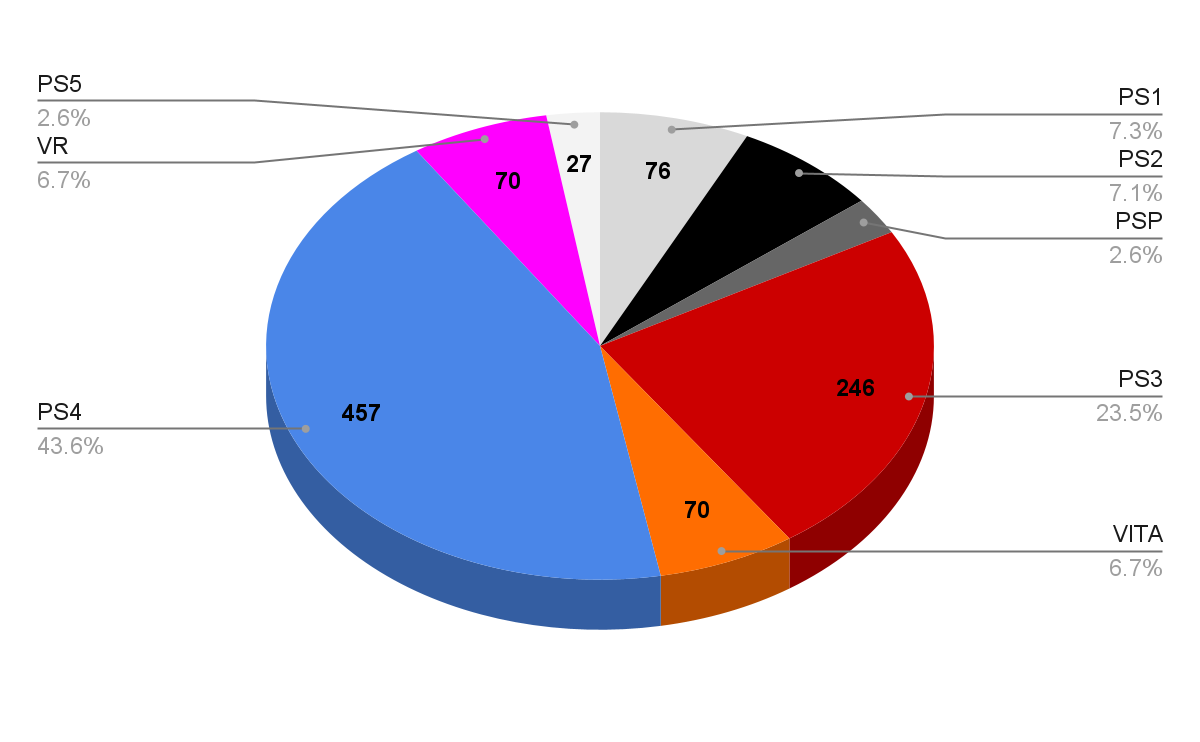 PS5
2.6%
VR
6.7%
PS4
43.6%
PS1
7.3%
PS2
7.1%
PSP
2.6%
PS3
23.5%
VITA
6.7%
27
76
70
246
457
70